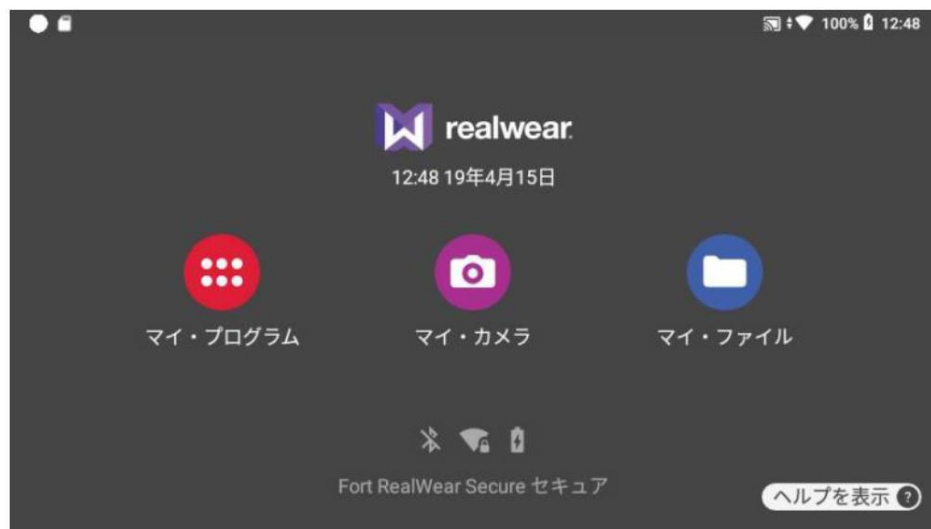 100% 12:48
realwear
12:48 19年4月15日
マイ・プログラム マイ・カメラ マイ・ファイル
Fort RealWear Secure セキュア
ヘルプを表示 ?